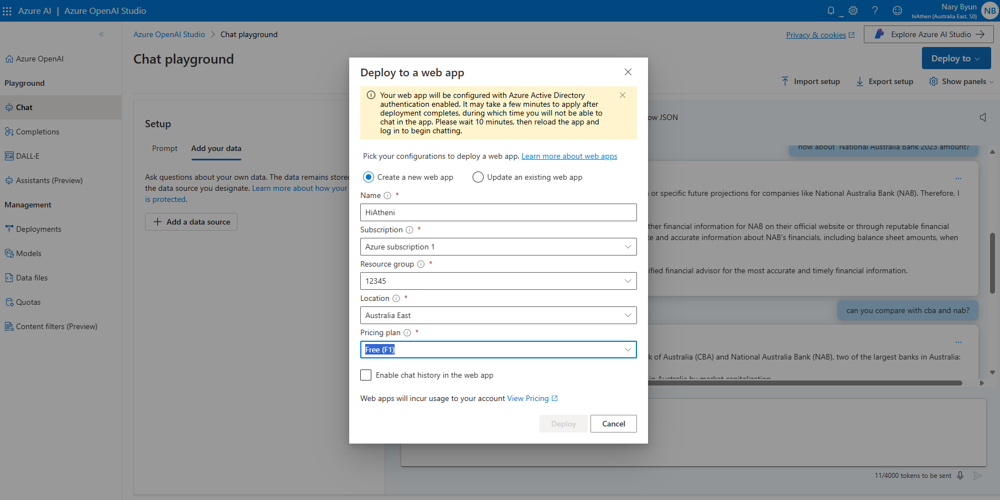 Azure AI | Azure OpenAI Studio
Nary Byun
hiAthen (Australia East, S0)
NB
Azure OpenAI Studio > Chat playground
Privacy & cookies
Explore Azure AI Studio
Chat playground
Deploy to
Import setup
Export setup
Show panels
Azure OpenAI
Playground
Chat
Completions
DALL·E
Assistants (Preview)
Management
Deployments
Models
Data files
Quotas
Content filters (Preview)
Setup
Prompt
Add your data
Ask questions about your own data. The data remains stored
the data source you designate. Learn more about how your
is protected.
Add a data source
Deploy to a web app
Your web app will be configured with Azure Active Directory
authentication enabled. It may take a few minutes to apply after
deployment completes, during which time you will not be able to
chat in the app. Please wait 10 minutes, then reload the app and
log in to begin chatting.
Pick your configurations to deploy a web app. Learn more about web apps
Create a new web app
Update an existing web app
Name *
HiAtheni
Subscription *
Azure subscription 1
Resource group *
12345
Location *
Australia East
Pricing plan *
Free (F1)
Enable chat history in the web app
Web apps will incur usage to your account View Pricing
Deploy
Cancel
JSON
how about National Australia Bank 2023 amount?
or specific future projections for companies like National Australia Bank (NAB). Therefore, I
financial information for NAB on their official website or through reputable financial
and accurate information about NAB's financials, including balance sheet amounts, when
financial advisor for the most accurate and timely financial information.
can you compare with cba and nab?
of Australia (CBA) and National Australia Bank (NAB), two of the largest banks in Australia:
in Australia by market capitalization
11/4000 tokens to be sent